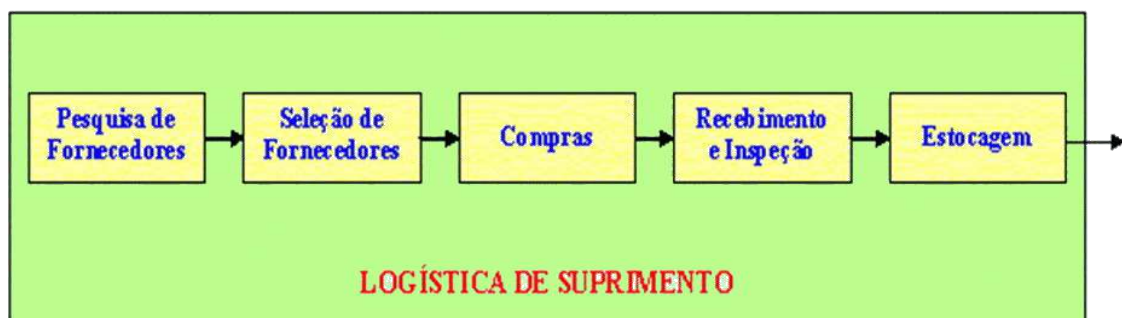 Pesquisa de
Fornecedores
Seleção de
Fornecedores
Compras
Recebimento
e Inspeção
Estocagem
LOGÍSTICA DE SUPRIMENTO